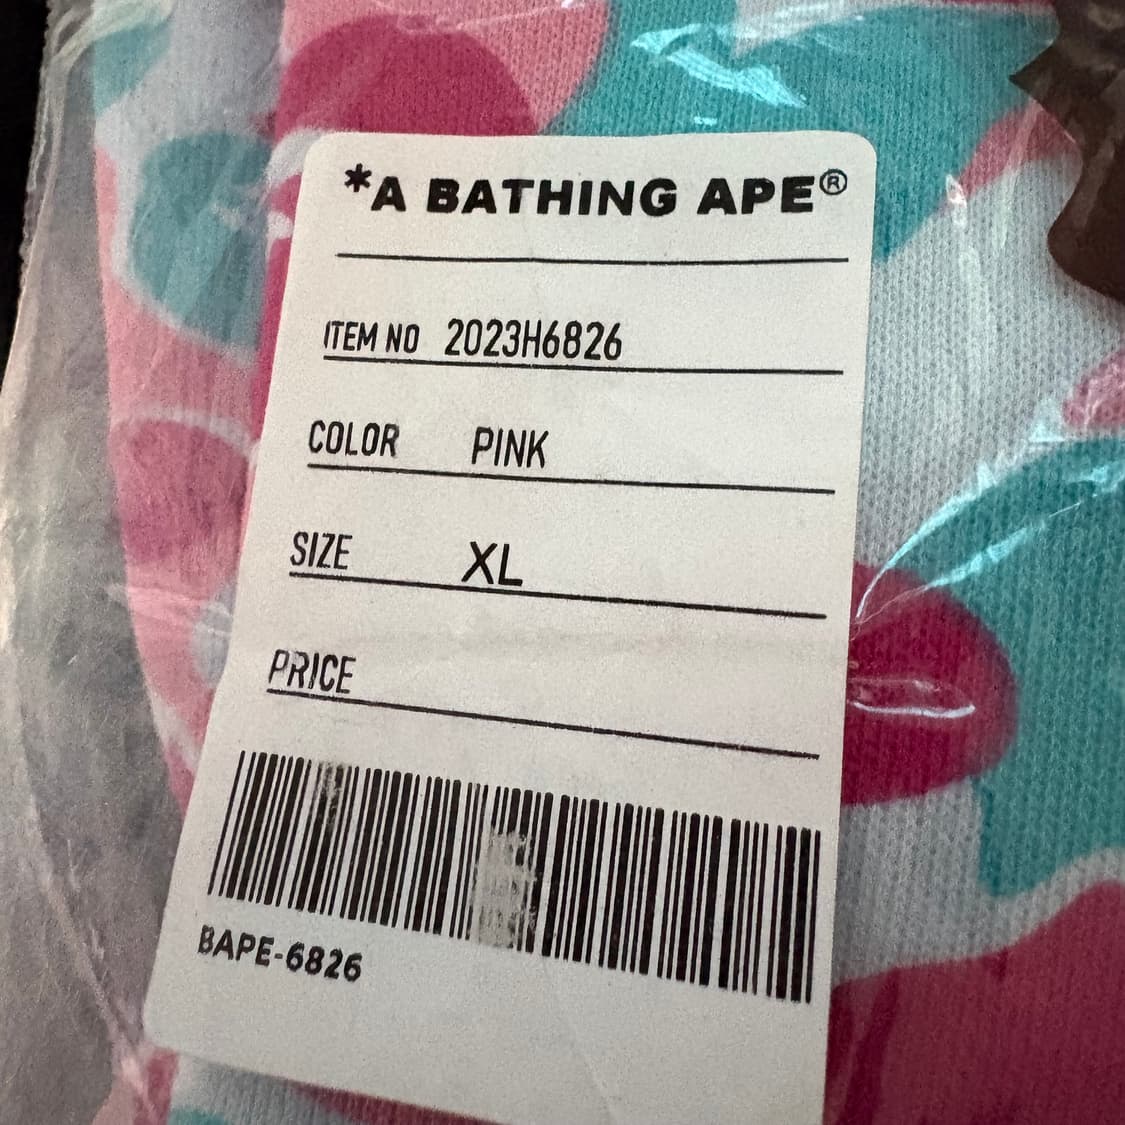 *A BATHING APE®
ITEM NO 2023H6826
COLOR PINK
SIZE XL
PRICE
BAPE-6826